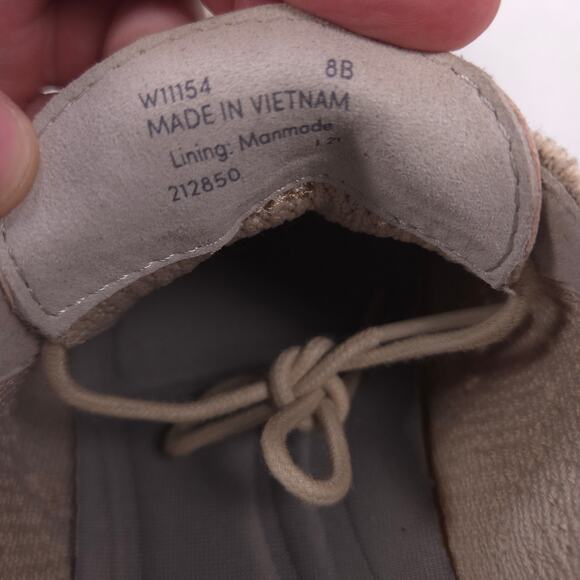 W11154 8B
MADE IN VIETNAM
Lining: Manmade
212850